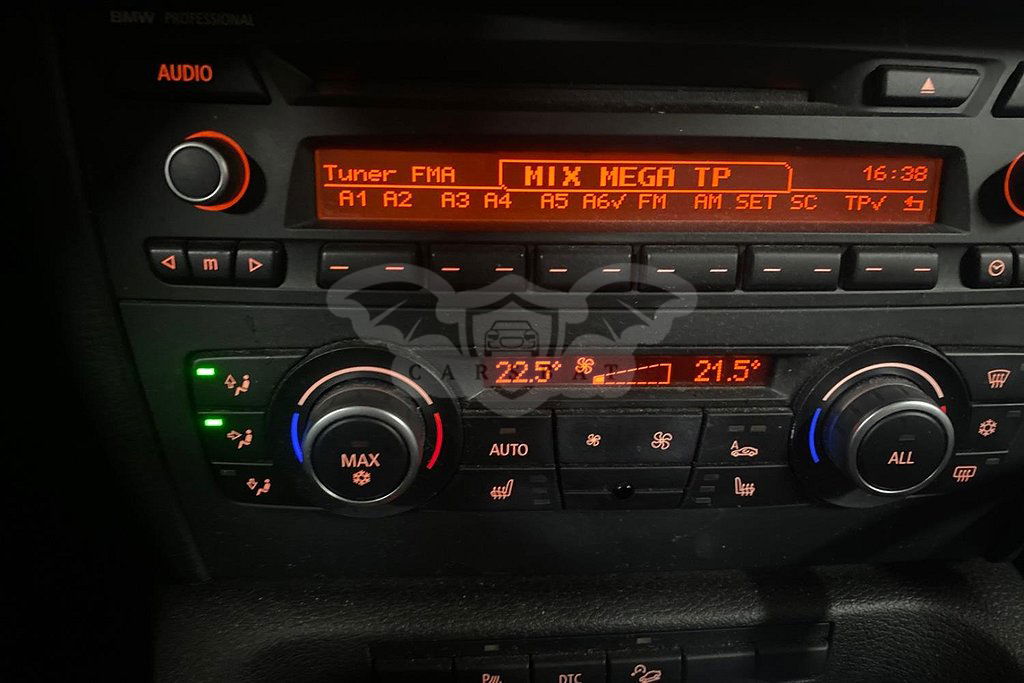 BMW PROFESSIONAL
AUDIO
Tuner FMA MIX MEGA TP 16:38
A1 A2 A3 A4 A5 A6√ FM AM SET SC TP√
m
22.5° 21.5°
MAX AUTO A ALL
DTC